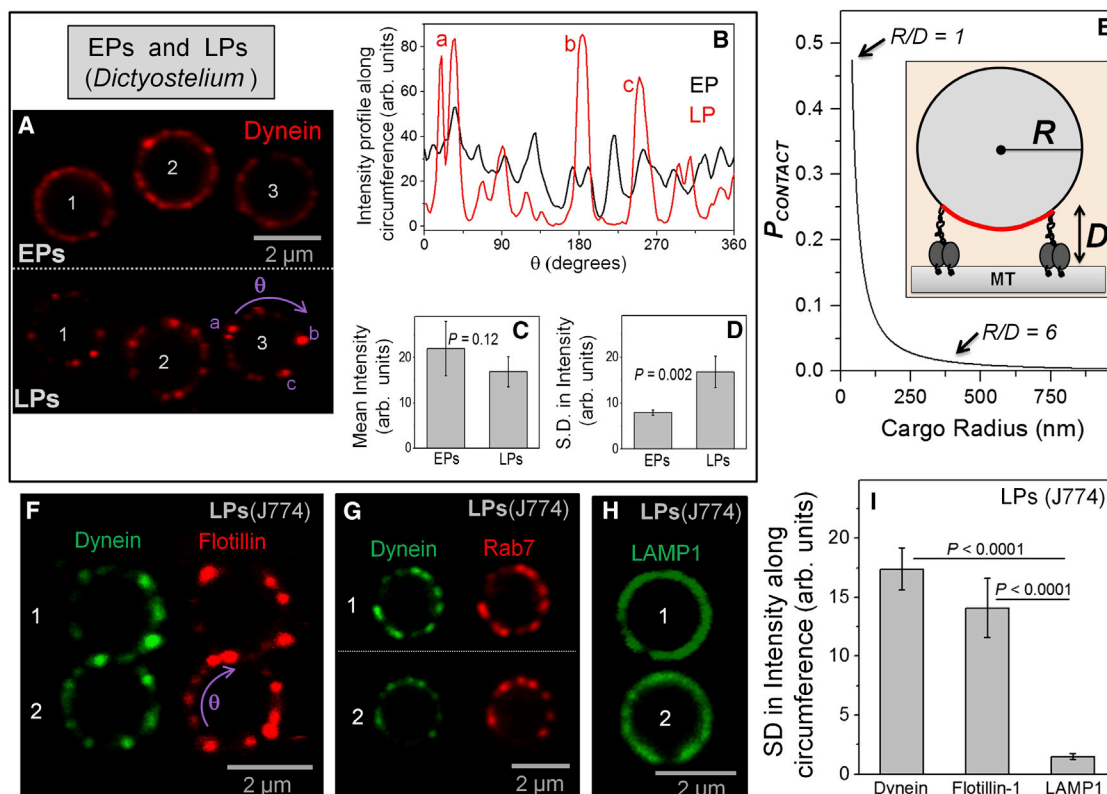 EPs and LPs
(Dictyostelium)
A
Dynein
1
2
3
2 μm
EPs
θ
1
2
3
a
b
c
LPs
B
Intensity profile along
circumference (arb. units)
80
60
40
20
0
a
b
c
EP
LP
0
90
180
270
360
θ (degrees)
C
Mean Intensity
(arb. units)
20
10
0
P = 0.12
EPs
LPs
D
S.D. in Intensity
(arb. units)
20
10
0
P = 0.002
EPs
LPs
E
P_CONTACT
0.5
0.4
0.3
0.2
0.1
0.0
R/D = 1
R
D
MT
R/D = 6
0
250
500
750
Cargo Radius (nm)
F
LPs(J774)
Dynein
Flotillin
1
2
θ
2 μm
G
LPs(J774)
Dynein
Rab7
1
2
2 μm
H
LPs(J774)
LAMP1
1
2
2 μm
I
LPs (J774)
SD in Intensity along
circumference (arb. units)
20
15
10
5
0
P < 0.0001
P < 0.0001
Dynein
Flotillin-1
LAMP1